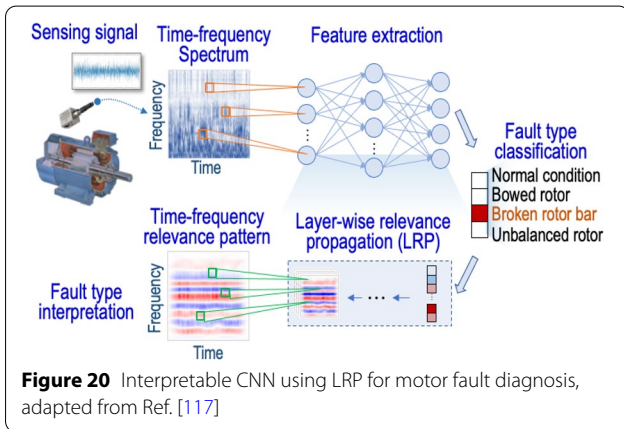 Sensing signal
Time-frequency
Spectrum
Feature extraction
Frequency
Time
Fault type
classification
Normal condition
Bowed rotor
Broken rotor bar
Unbalanced rotor
Time-frequency
relevance pattern
Layer-wise relevance
propagation (LRP)
Fault type
interpretation
Frequency
Time
Figure 20 Interpretable CNN using LRP for motor fault diagnosis,
adapted from Ref. [117]